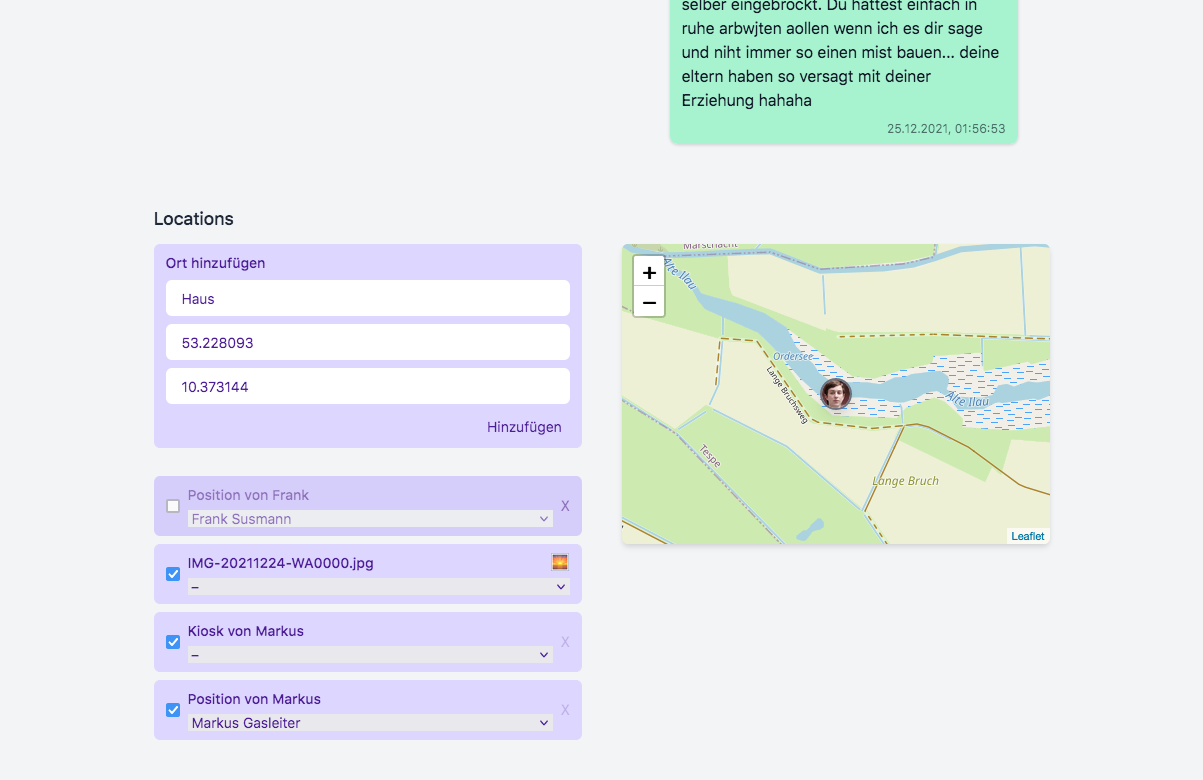 selber eingebrockt. Du hättest einfach in
ruhe arbwjten aollen wenn ich es dir sage
und niht immer so einen mist bauen... deine
eltern haben so versagt mit deiner
Erziehung hahaha
25.12.2021, 01:56:53
Locations
Ort hinzufügen
Haus
53.228093
10.373144
Hinzufügen
Position von Frank
X
Frank Susmann
IMG-20211224-WA0000.jpg
–
Kiosk von Markus
X
–
Position von Markus
X
Markus Gasleiter
Marschacht
+
−
Alte Ilau
Ordersee
Lange Bruchsweg
Alte Ilau
Tespe
Lange Bruch
Leaflet